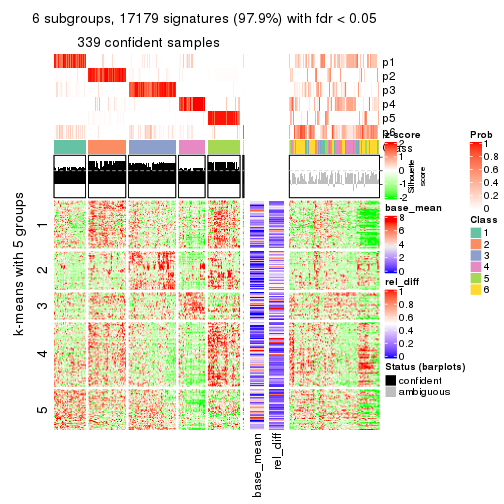 6 subgroups, 17179 signatures (97.9%) with fdr < 0.05
339 confident samples
p1
p2
p3
p4
p5
p6
z_score
2
1
0
-1
-2
Silhouette
score
Prob
1
0.8
0.6
0.4
0.2
0
Class
1
2
3
4
5
6
base_mean
8
6
4
2
0
rel_diff
1
0.8
0.6
0.4
0.2
0
Status (barplots)
confident
ambiguous
k-means with 5 groups
1
2
3
4
5
base_mean
rel_diff